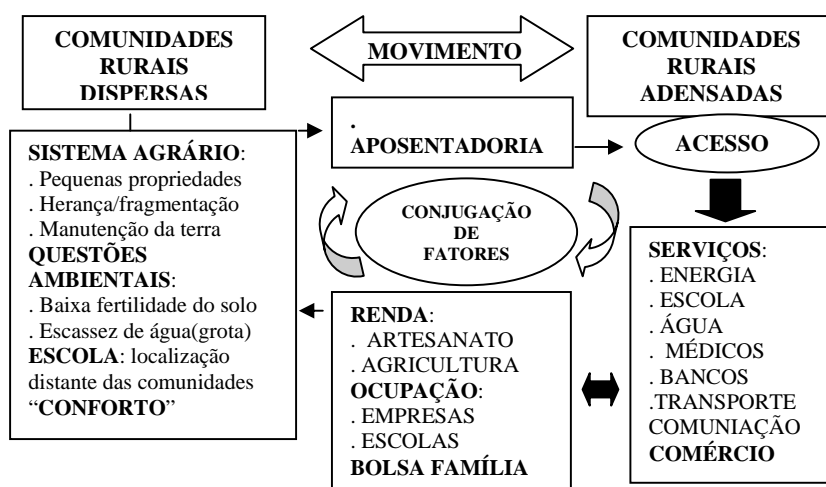 COMUNIDADES
RURAIS
DISPERSAS
MOVIMENTO
COMUNIDADES
RURAIS
ADENSADAS
.
APOSENTADORIA
ACESSO
SISTEMA AGRÁRIO:
. Pequenas propriedades
. Herança/fragmentação
. Manutenção da terra
QUESTÕES
AMBIENTAIS:
. Baixa fertilidade do solo
. Escassez de água(grota)
ESCOLA: localização
distante das comunidades
“CONFORTO”
CONJUGAÇÃO
DE
FATORES
RENDA:
. ARTESANATO
. AGRICULTURA
OCUPAÇÃO:
. EMPRESAS
. ESCOLAS
BOLSA FAMÍLIA
SERVIÇOS:
. ENERGIA
. ESCOLA
. ÁGUA
. MÉDICOS
. BANCOS
.TRANSPORTE
COMUNIAÇÃO
COMÉRCIO